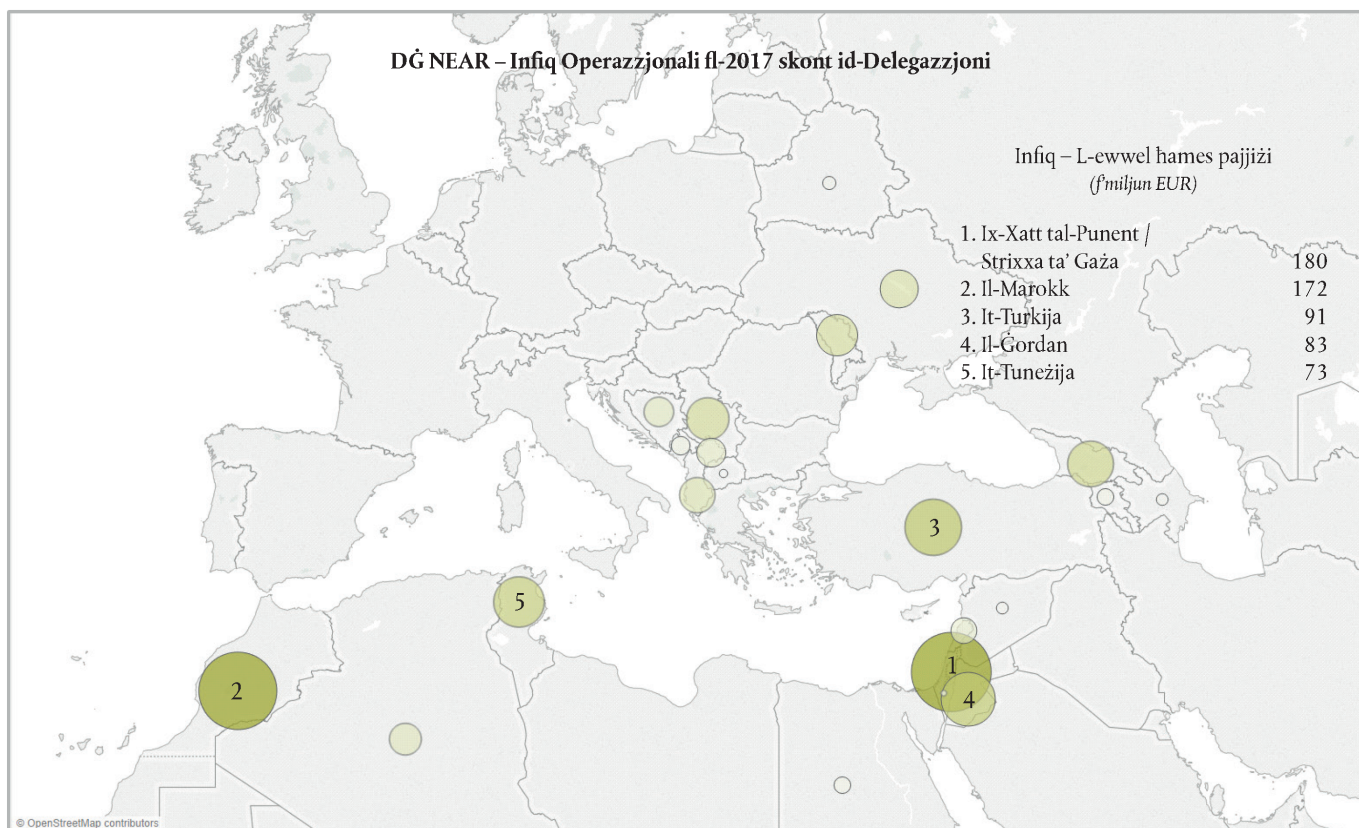 DĠ NEAR – Infiq Operazzjonali fl-2017 skont id-Delegazzjoni
Infiq – L-ewwel ħames pajjiżi
(f'miljun EUR)
1. Ix-Xatt tal-Punent /
Strixxa ta' Gaża 180
2. Il-Marokk 172
3. It-Turkija 91
4. Il-Ġordan 83
5. It-Tuneżija 73
3
5
1
2
4
© OpenStreetMap contributors